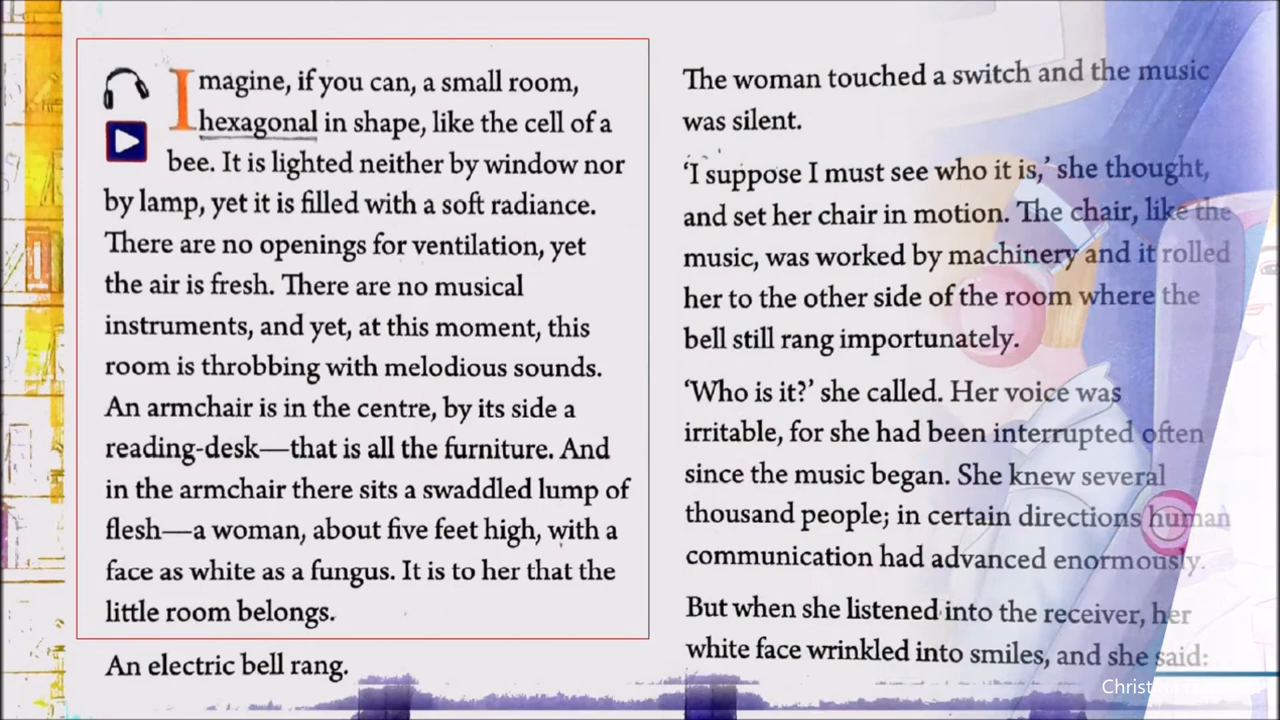 Imagine, if you can, a small room,
hexagonal in shape, like the cell of a
bee. It is lighted neither by window nor
by lamp, yet it is filled with a soft radiance.
There are no openings for ventilation, yet
the air is fresh. There are no musical
instruments, and yet, at this moment, this
room is throbbing with melodious sounds.
An armchair is in the centre, by its side a
reading-desk—that is all the furniture. And
in the armchair there sits a swaddled lump of
flesh—a woman, about five feet high, with a
face as white as a fungus. It is to her that the
little room belongs.
An electric bell rang.
The woman touched a switch and the music
was silent.
‘I suppose I must see who it is,’ she thought,
and set her chair in motion. The chair, like the
music, was worked by machinery and it rolled
her to the other side of the room where the
bell still rang importunately.
‘Who is it?’ she called. Her voice was
irritable, for she had been interrupted often
since the music began. She knew several
thousand people; in certain directions human
communication had advanced enormously.
But when she listened into the receiver, her
white face wrinkled into smiles, and she said: